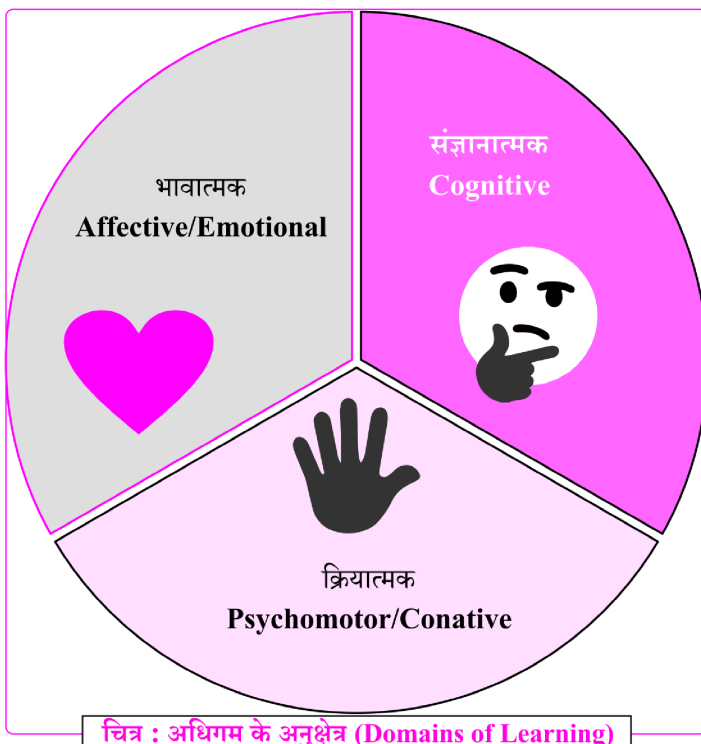 भावात्मक
Affective/Emotional
संज्ञानात्मक
Cognitive
क्रियात्मक
Psychomotor/Conative
चित्र : अधिगम के अनुक्षेत्र (Domains of Learning)